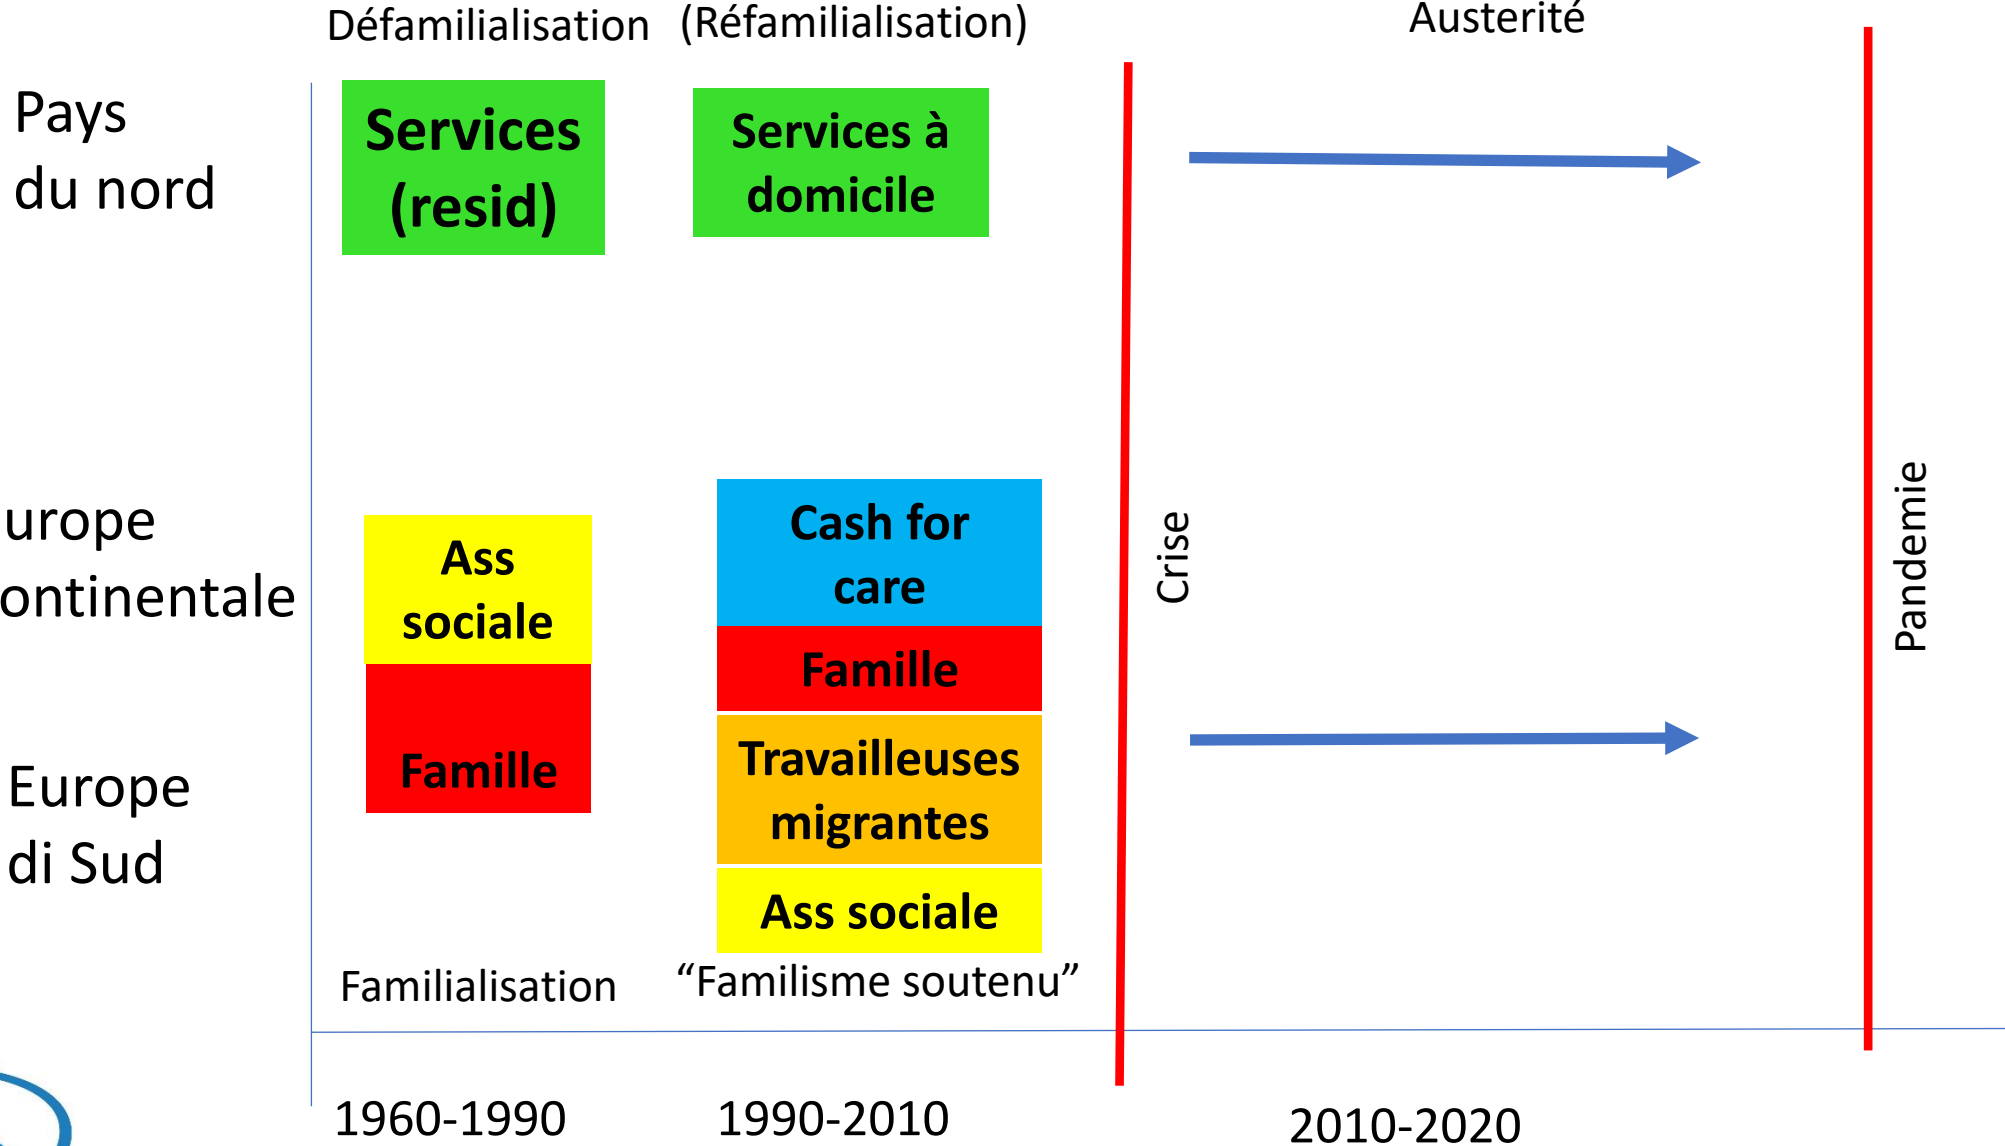 Défamilialisation
(Réfamilialisation)
Austerité
Pays
du nord
Services
(resid)
Services à
domicile
urope
ontinentale
Ass
sociale
Famille
Cash for
care
Famille
Travailleuses
migrantes
Ass sociale
Crise
Pandemie
Europe
di Sud
Familialisation
“Familisme soutenu”
1960-1990
1990-2010
2010-2020